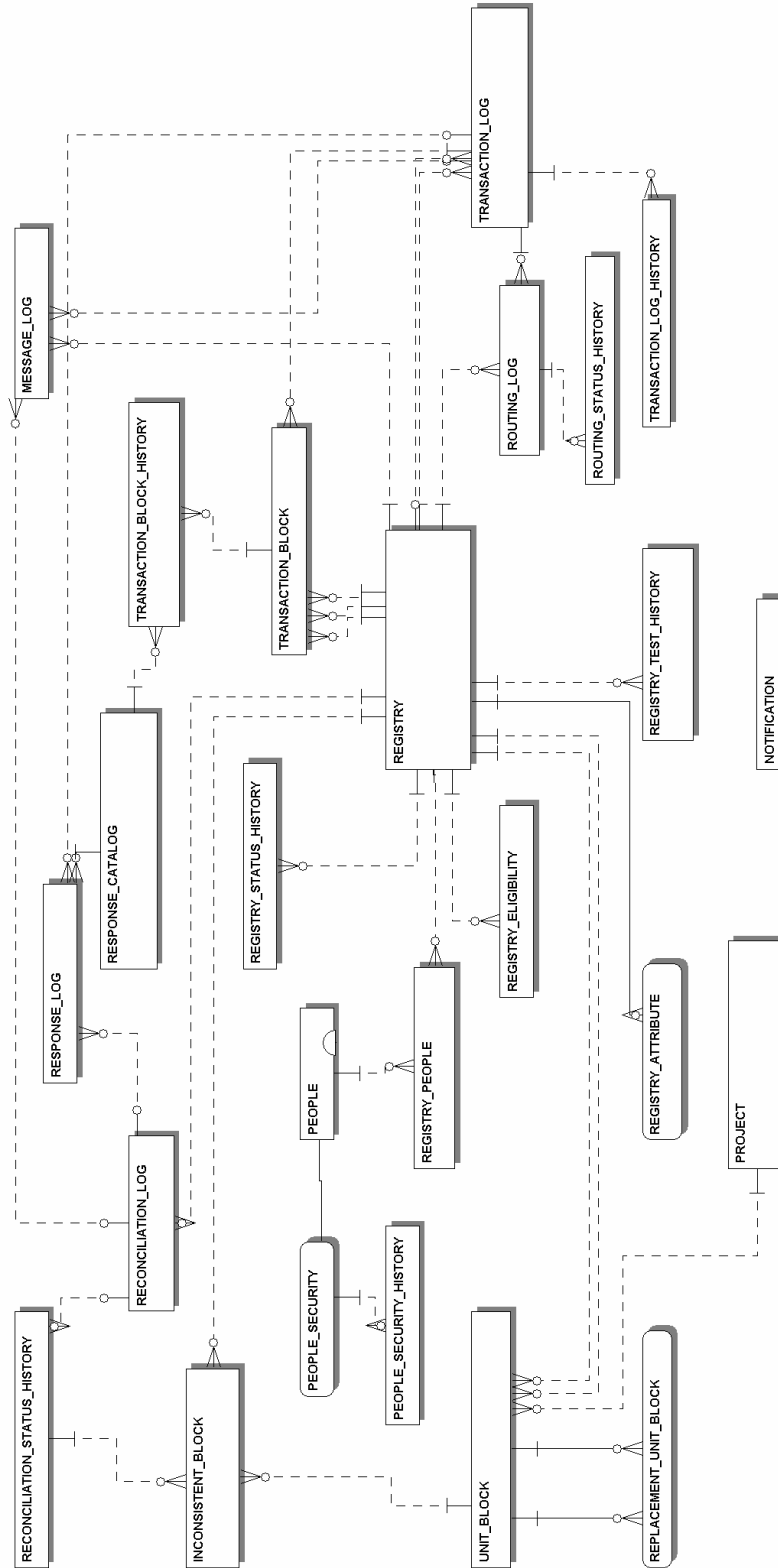 RECONCILIATION_STATUS_HISTORY
INCONSISTENT_BLOCK
UNIT_BLOCK
REPLACEMENT_UNIT_BLOCK
RECONCILIATION_LOG
PEOPLE_SECURITY
PEOPLE_SECURITY_HISTORY
RESPONSE_LOG
PEOPLE
REGISTRY_PEOPLE
REGISTRY_ATTRIBUTE
PROJECT
RESPONSE_CATALOG
REGISTRY_STATUS_HISTORY
REGISTRY_ELIGIBILITY
REGISTRY
REGISTRY_TEST_HISTORY
NOTIFICATION
TRANSACTION_BLOCK_HISTORY
TRANSACTION_BLOCK
MESSAGE_LOG
ROUTING_LOG
ROUTING_STATUS_HISTORY
TRANSACTION_LOG
TRANSACTION_LOG_HISTORY